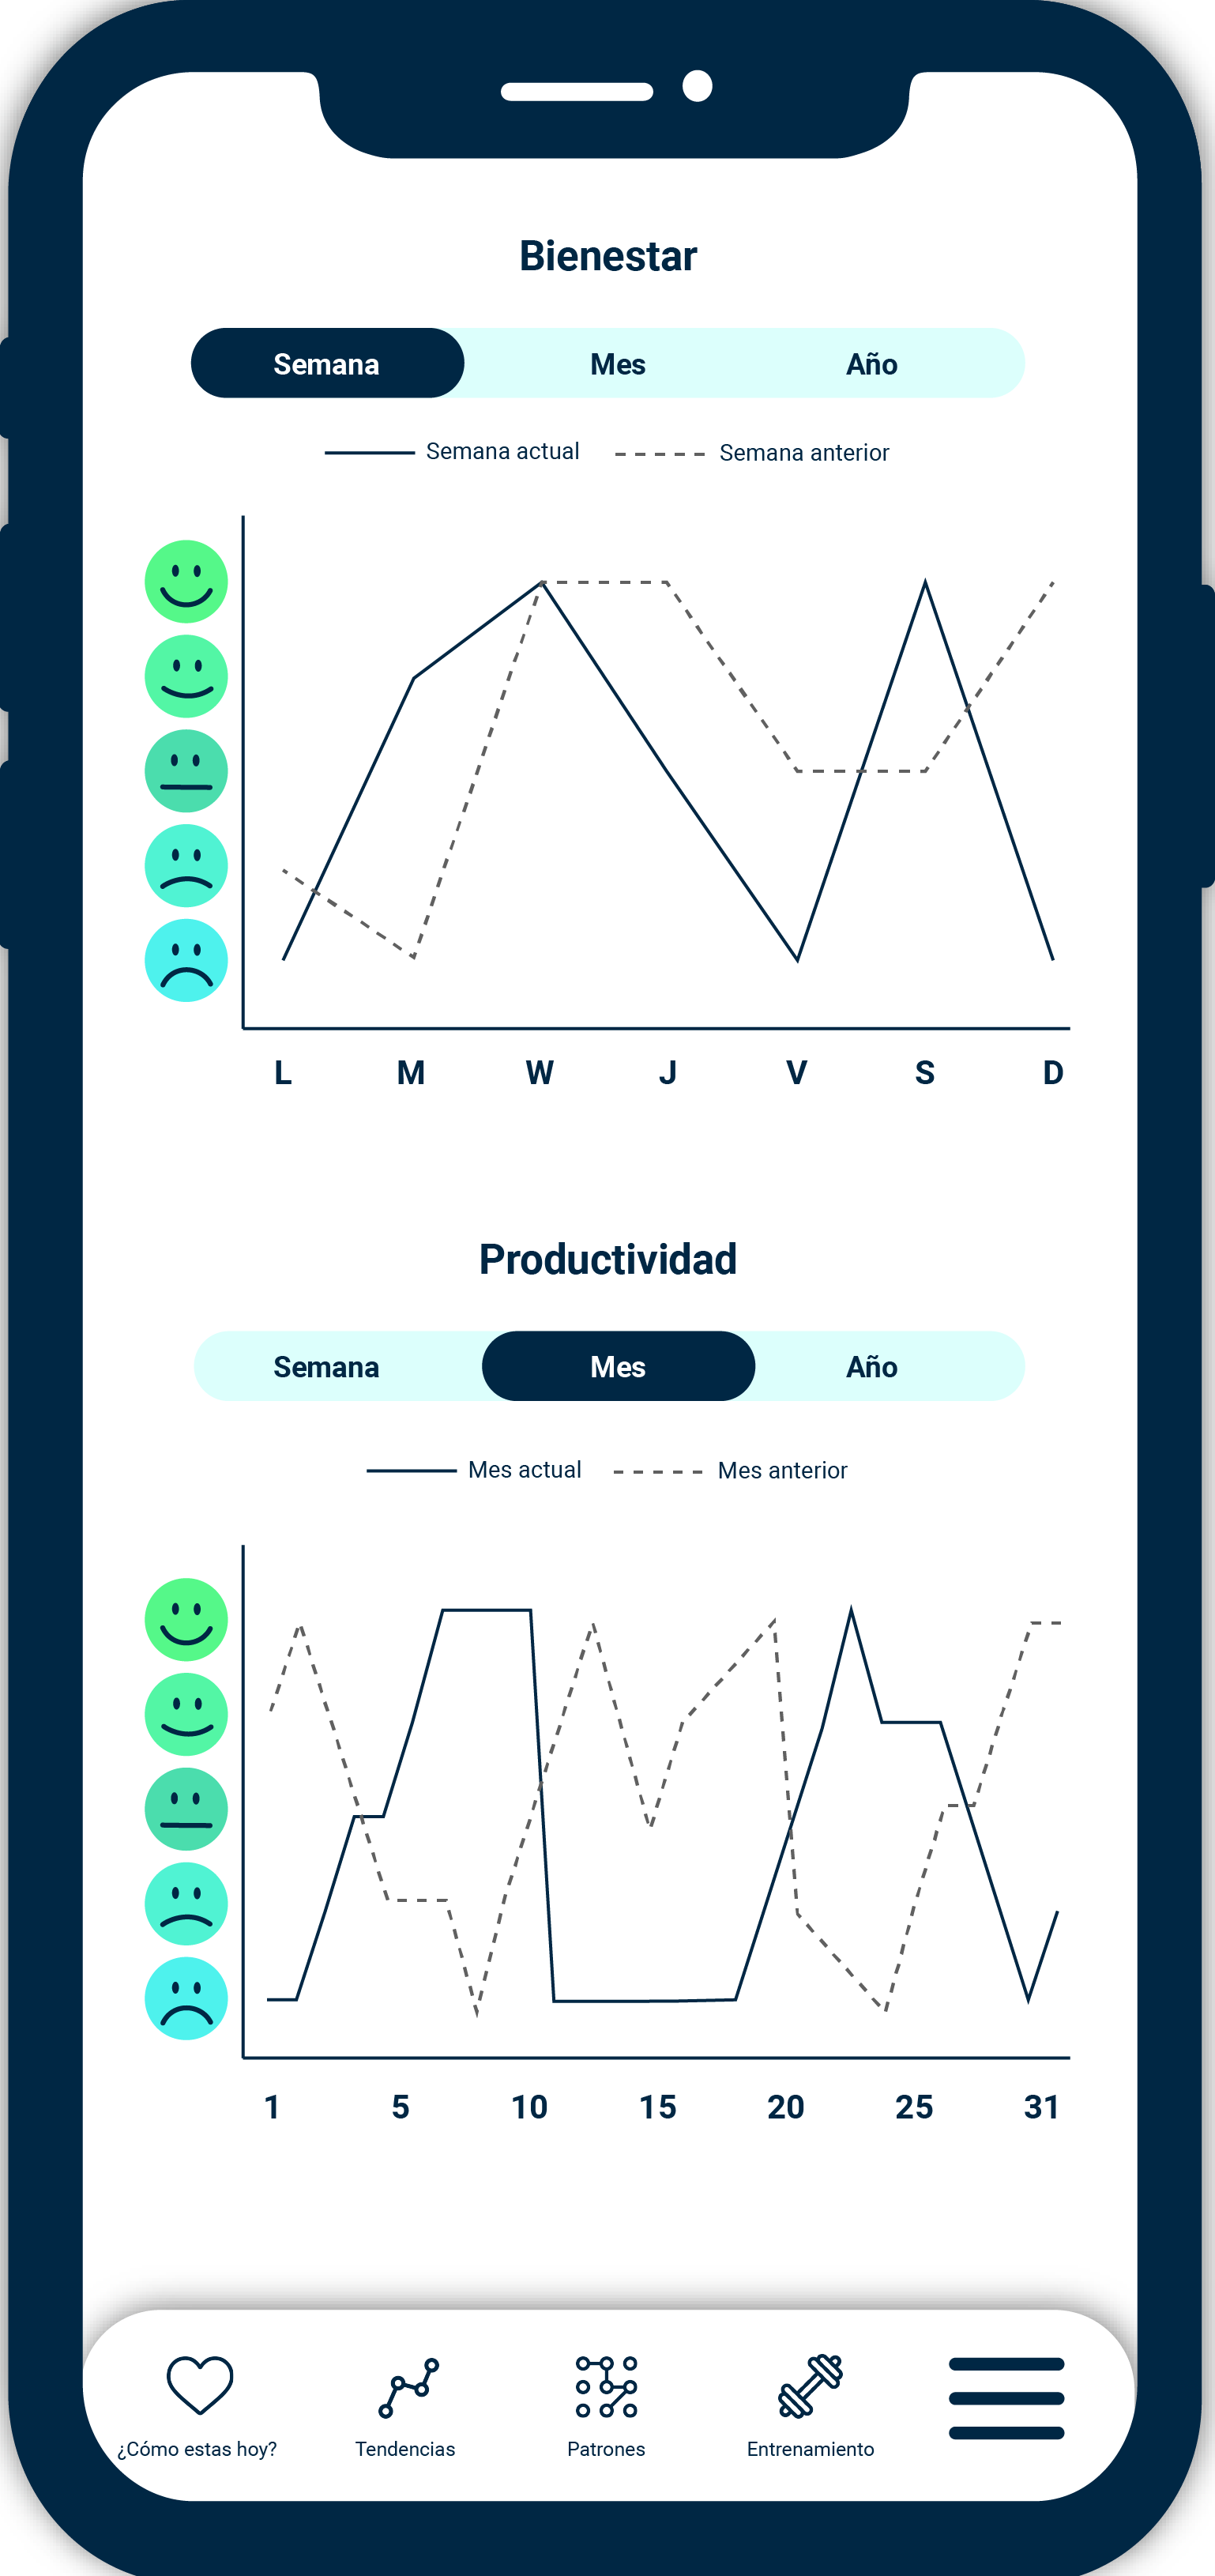 Bienestar
Semana Mes Año
Semana actual Semana anterior
L M W J V S D
Productividad
Semana Mes Año
Mes actual Mes anterior
1 5 10 15 20 25 31
¿Cómo estas hoy? Tendencias Patrones Entrenamiento